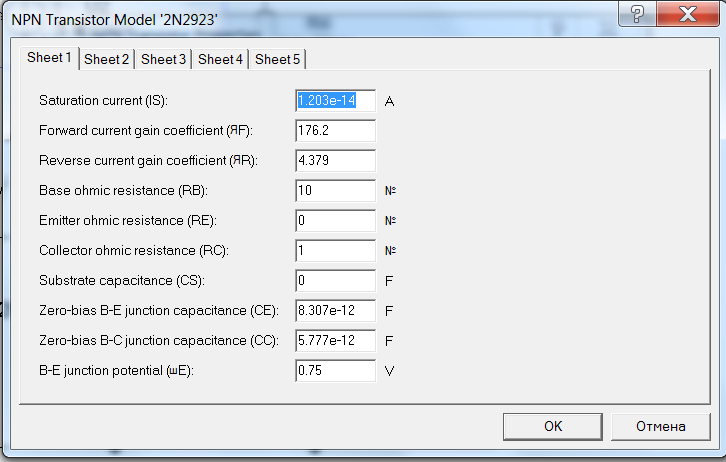 NPN Transistor Model '2N2923'
Sheet 1 Sheet 2 Sheet 3 Sheet 4 Sheet 5
Saturation current (IS): 1.203e-14 A
Forward current gain coefficient (ЯF): 176.2
Reverse current gain coefficient (ЯR): 4.379
Base ohmic resistance (RB): 10 №
Emitter ohmic resistance (RE): 0 №
Collector ohmic resistance (RC): 1 №
Substrate capacitance (CS): 0 F
Zero-bias B-E junction capacitance (CE): 8.307e-12 F
Zero-bias B-C junction capacitance (CC): 5.777e-12 F
B-E junction potential (шE): 0.75 V
OK Отмена